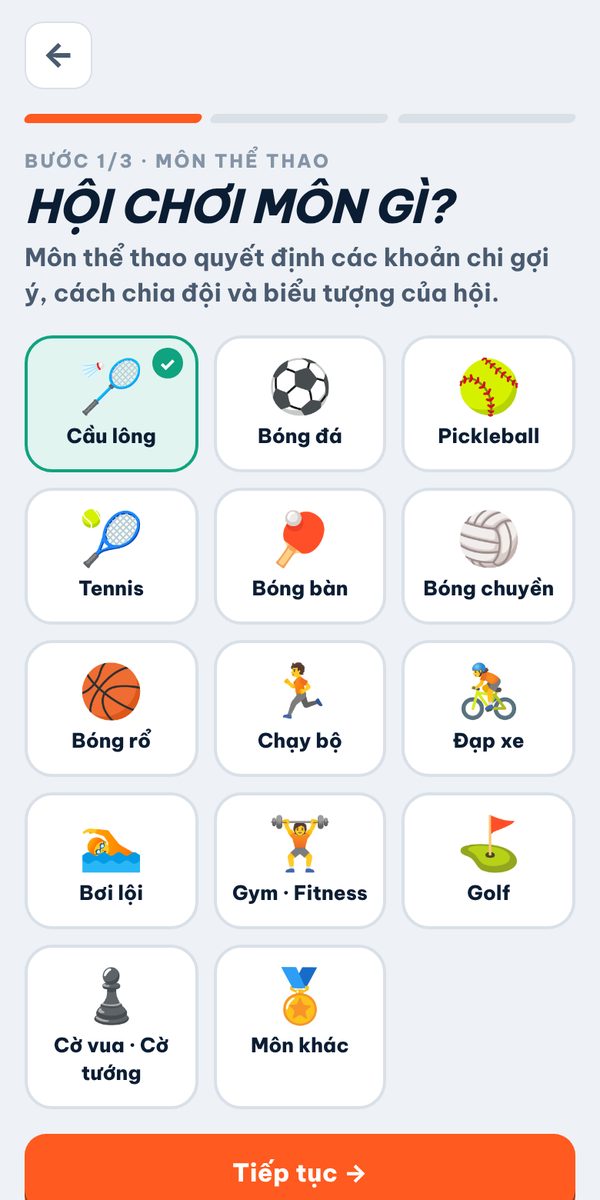 BƯỚC 1/3 · MÔN THỂ THAO
HỘI CHƠI MÔN GÌ?
Môn thể thao quyết định các khoản chi gợi
ý, cách chia đội và biểu tượng của hội.
Cầu lông
Bóng đá
Pickleball
Tennis
Bóng bàn
Bóng chuyền
Bóng rổ
Chạy bộ
Đạp xe
Bơi lội
Gym · Fitness
Golf
Cờ vua · Cờ
tướng
Môn khác
Tiếp tục →